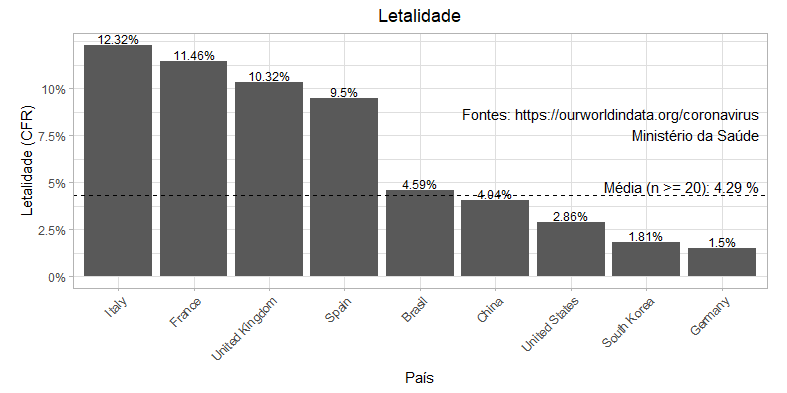 Letalidade
12.32%
11.46%
10.32%
9.5%
4.59%
4.04%
2.86%
1.81%
1.5%
Fontes: https://ourworldindata.org/coronavirus
Ministério da Saúde
Média (n >= 20): 4.29 %
Letalidade (CFR)
10%
7.5%
5%
2.5%
0%
Italy
France
United Kingdom
Spain
Brasil
China
United States
South Korea
Germany
País